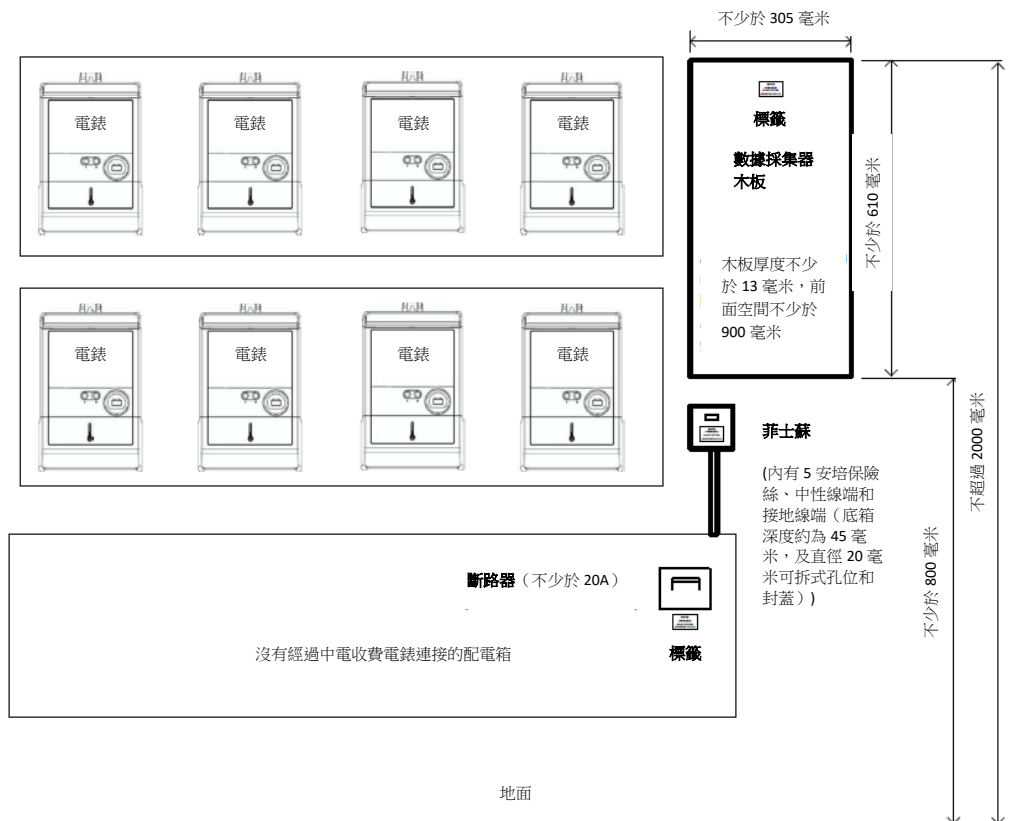 不少於 305 毫米
電錶
電錶
電錶
電錶
標籤
數據採集器
木板
木板厚度不少
於 13 毫米,前
面空間不少於
900 毫米
不少於 610 毫米
不超過 2000 毫米
電錶
電錶
電錶
電錶
菲士蘇
(內有 5 安培保險
絲、中性線端和
接地線端(底箱
深度約為 45 毫
米,及直徑 20 毫
米可拆式孔位和
封蓋))
不少於 800 毫米
斷路器(不少於 20A)
沒有經過中電收費電錶連接的配電箱
標籤
地面